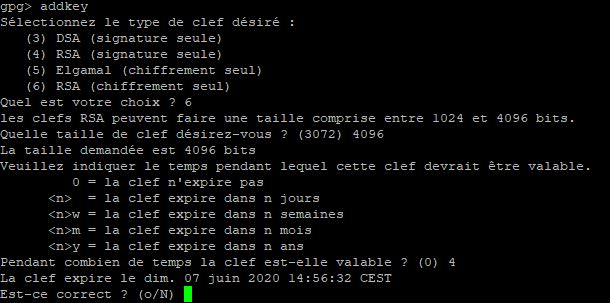 gpg> addkey
Sélectionnez le type de clef désiré :
   (3) DSA (signature seule)
   (4) RSA (signature seule)
   (5) Elgamal (chiffrement seul)
   (6) RSA (chiffrement seul)
Quel est votre choix ? 6
les clefs RSA peuvent faire une taille comprise entre 1024 et 4096 bits.
Quelle taille de clef désirez-vous ? (3072) 4096
La taille demandée est 4096 bits
Veuillez indiquer le temps pendant lequel cette clef devrait être valable.
         0 = la clef n'expire pas
      <n>  = la clef expire dans n jours
      <n>w = la clef expire dans n semaines
      <n>m = la clef expire dans n mois
      <n>y = la clef expire dans n ans
Pendant combien de temps la clef est-elle valable ? (0) 4
La clef expire le dim. 07 juin 2020 14:56:32 CEST
Est-ce correct ? (o/N)